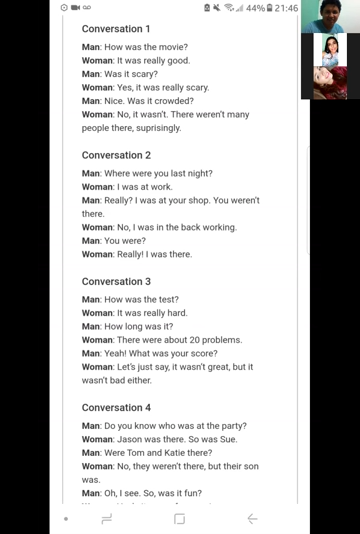 44% 21:46
Conversation 1
Man: How was the movie?
Woman: It was really good.
Man: Was it scary?
Woman: Yes, it was really scary.
Man: Nice. Was it crowded?
Woman: No, it wasn't. There weren't many
people there, suprisingly.
Conversation 2
Man: Where were you last night?
Woman: I was at work.
Man: Really? I was at your shop. You weren't
there.
Woman: No, I was in the back working.
Man: You were?
Woman: Really! I was there.
Conversation 3
Man: How was the test?
Woman: It was really hard.
Man: How long was it?
Woman: There were about 20 problems.
Man: Yeah! What was your score?
Woman: Let's just say, it wasn't great, but it
wasn't bad either.
Conversation 4
Man: Do you know who was at the party?
Woman: Jason was there. So was Sue.
Man: Were Tom and Katie there?
Woman: No, they weren't there, but their son
was.
Man: Oh, I see. So, was it fun?